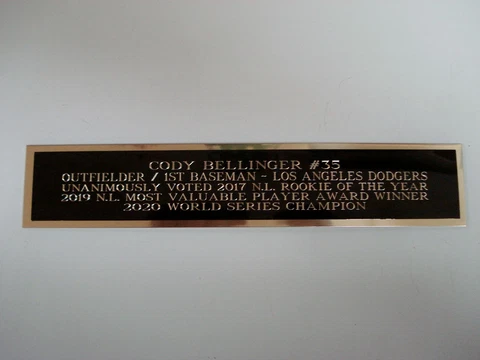 CODY BELLINGER #35
OUTFIELDER / 1ST BASEMAN - LOS ANGELES DODGERS
UNANIMOUSLY VOTED 2017 N.L. ROOKIE OF THE YEAR
2019 N.L. MOST VALUABLE PLAYER AWARD WINNER
2020 WORLD SERIES CHAMPION